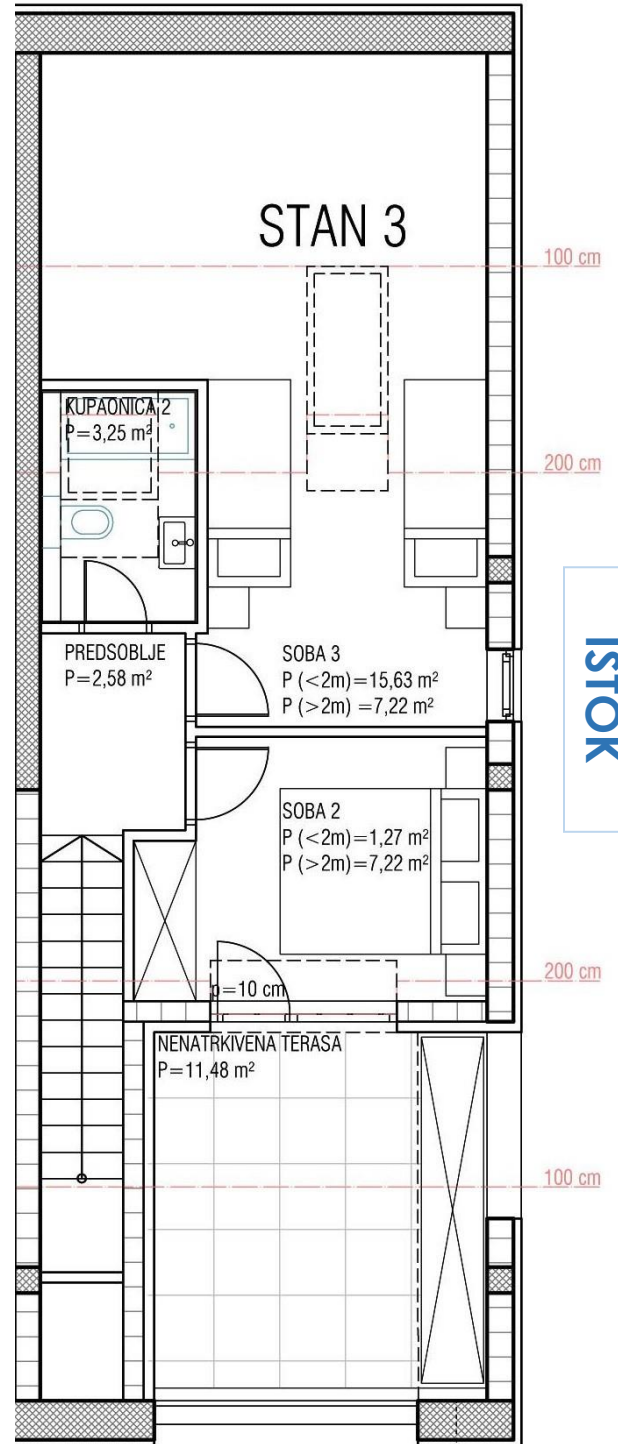 STAN 3
100 cm
KUPAONICA 2
P=3,25 m²
200 cm
PREDSOBLJE
P=2,58 m²
SOBA 3
P (<2m)=15,63 m²
P (>2m) =7,22 m²
ISTOK
SOBA 2
P (<2m)=1,27 m²
P (>2m)=7,22 m²
200 cm
p=10 cm
NENATRKIVENA TERASA
P=11,48 m²
100 cm